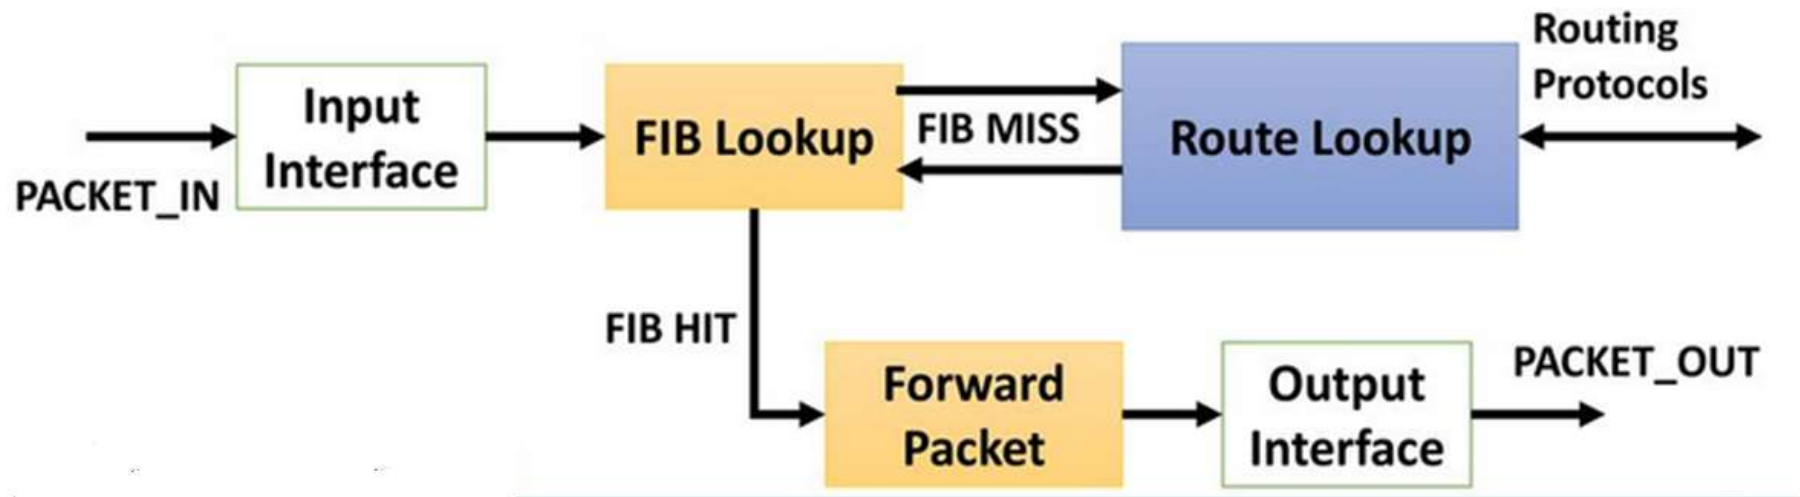 Routing
Protocols
Input
Interface
FIB Lookup
FIB MISS
Route Lookup
PACKET_IN
FIB HIT
Forward
Packet
Output
Interface
PACKET_OUT